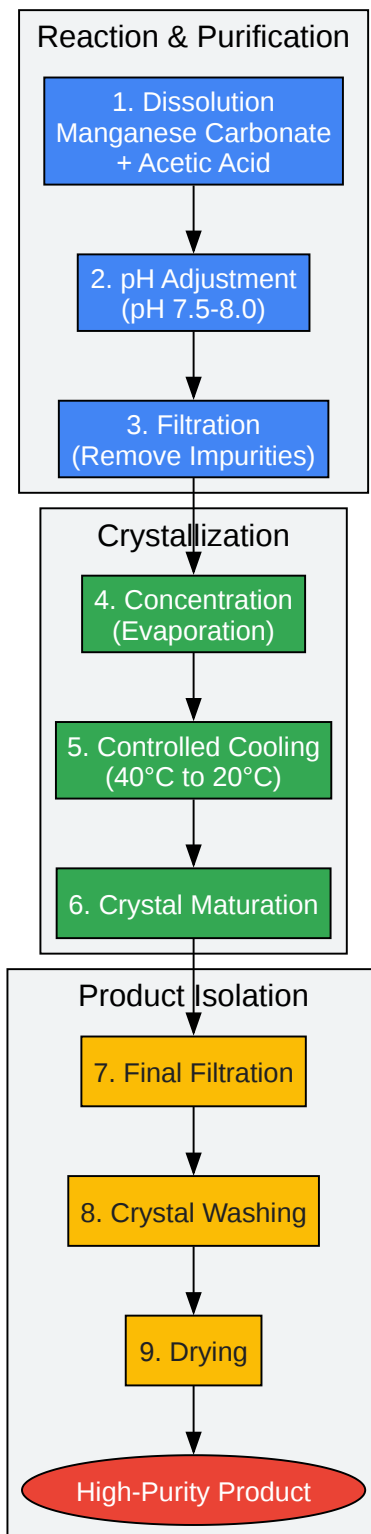 Reaction & Purification
1. Dissolution
Manganese Carbonate
+ Acetic Acid
2. pH Adjustment
(pH 7.5-8.0)
3. Filtration
(Remove Impurities)
Crystallization
4. Concentration
(Evaporation)
5. Controlled Cooling
(40°C to 20°C)
6. Crystal Maturation
Product Isolation
7. Final Filtration
8. Crystal Washing
9. Drying
High-Purity Product